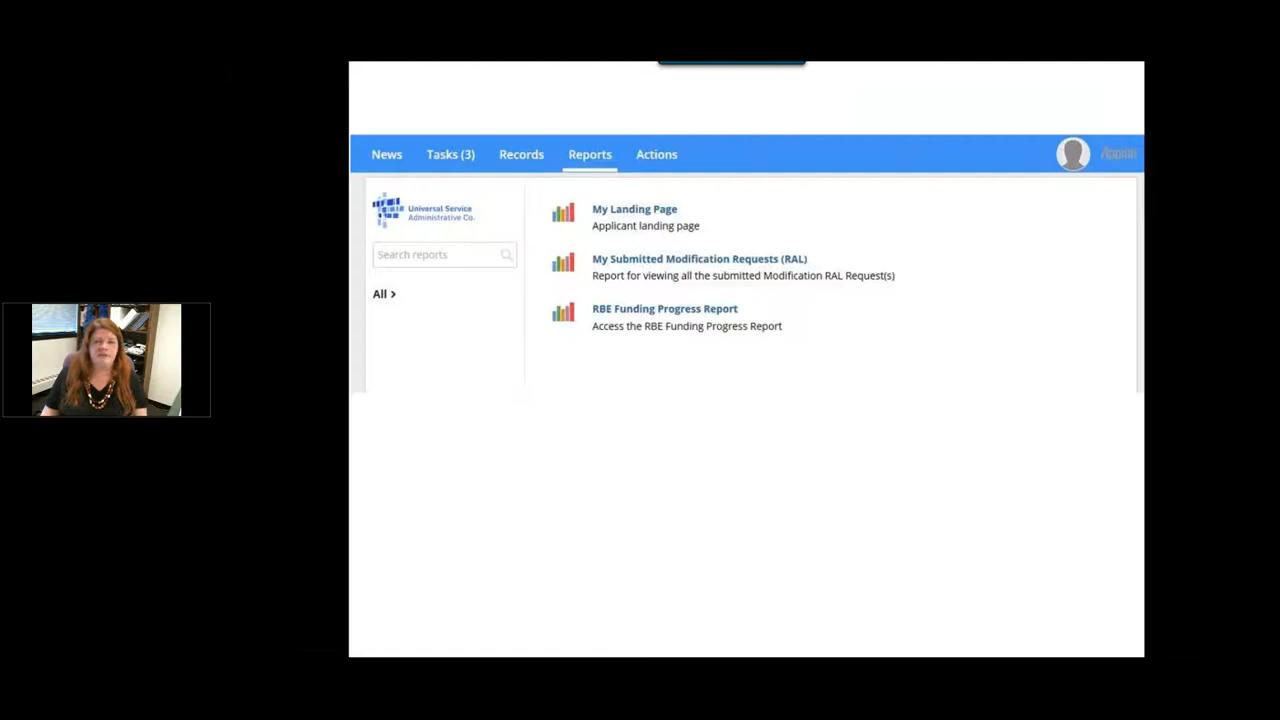 News Tasks (3) Records Reports Actions
Universal Service
Administrative Co.
Search reports
All >
My Landing Page
Applicant landing page
My Submitted Modification Requests (RAL)
Report for viewing all the submitted Modification RAL Request(s)
RBE Funding Progress Report
Access the RBE Funding Progress Report